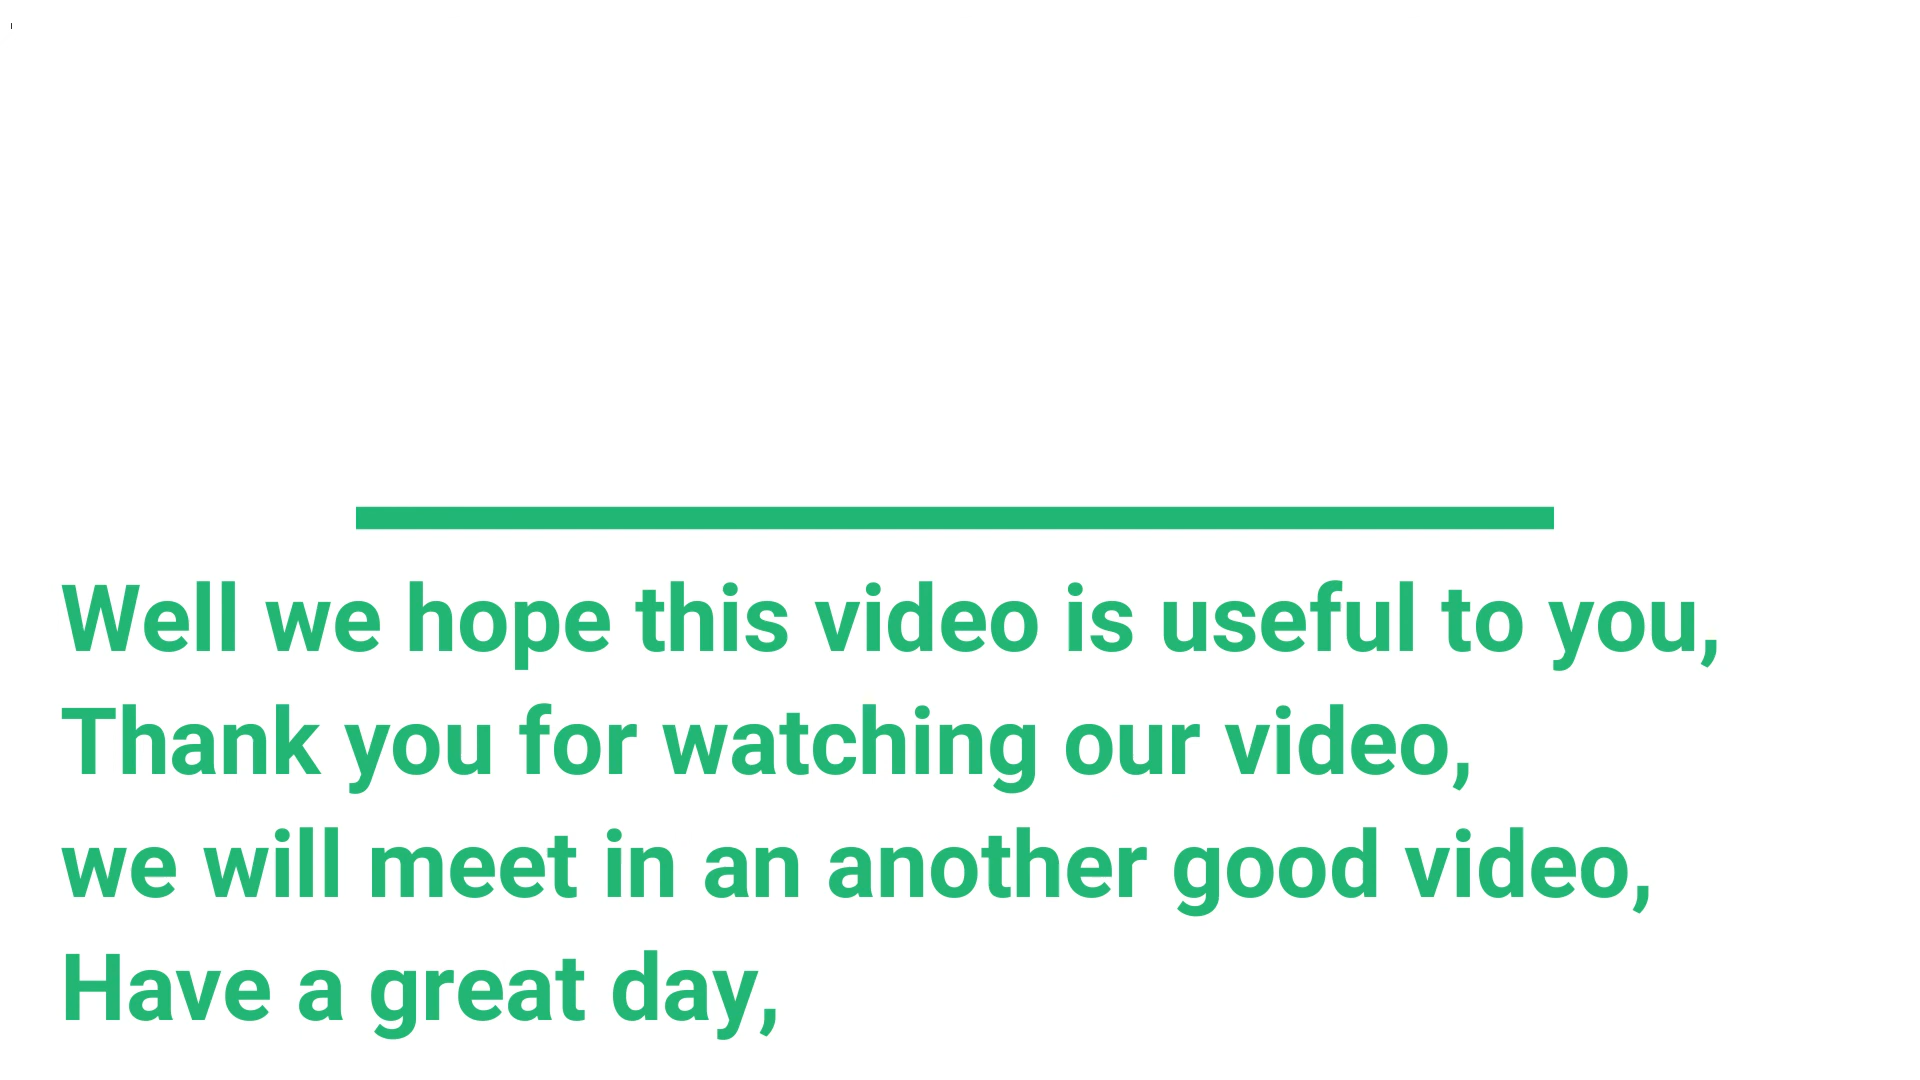 Well we hope this video is useful to you,
Thank you for watching our video,
we will meet in an another good video,
Have a great day,